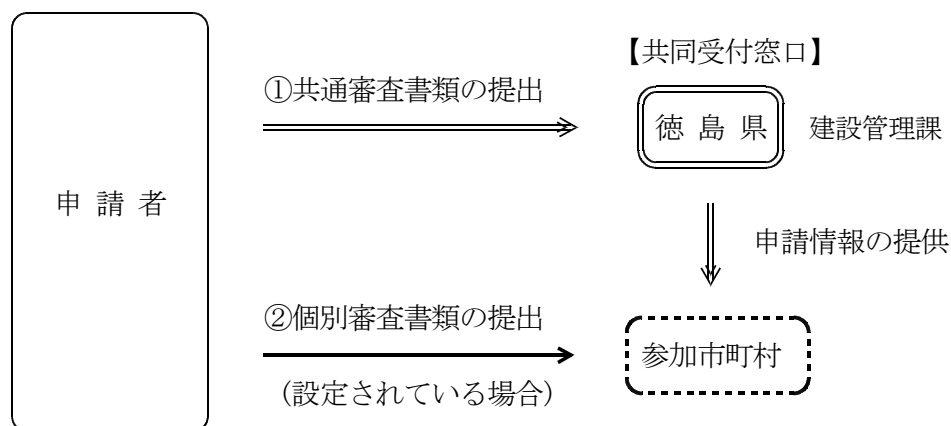 【共同受付窓口】
①共通審査書類の提出
徳島県 建設管理課
申請者
申請情報の提供
②個別審査書類の提出
参加市町村
(設定されている場合)